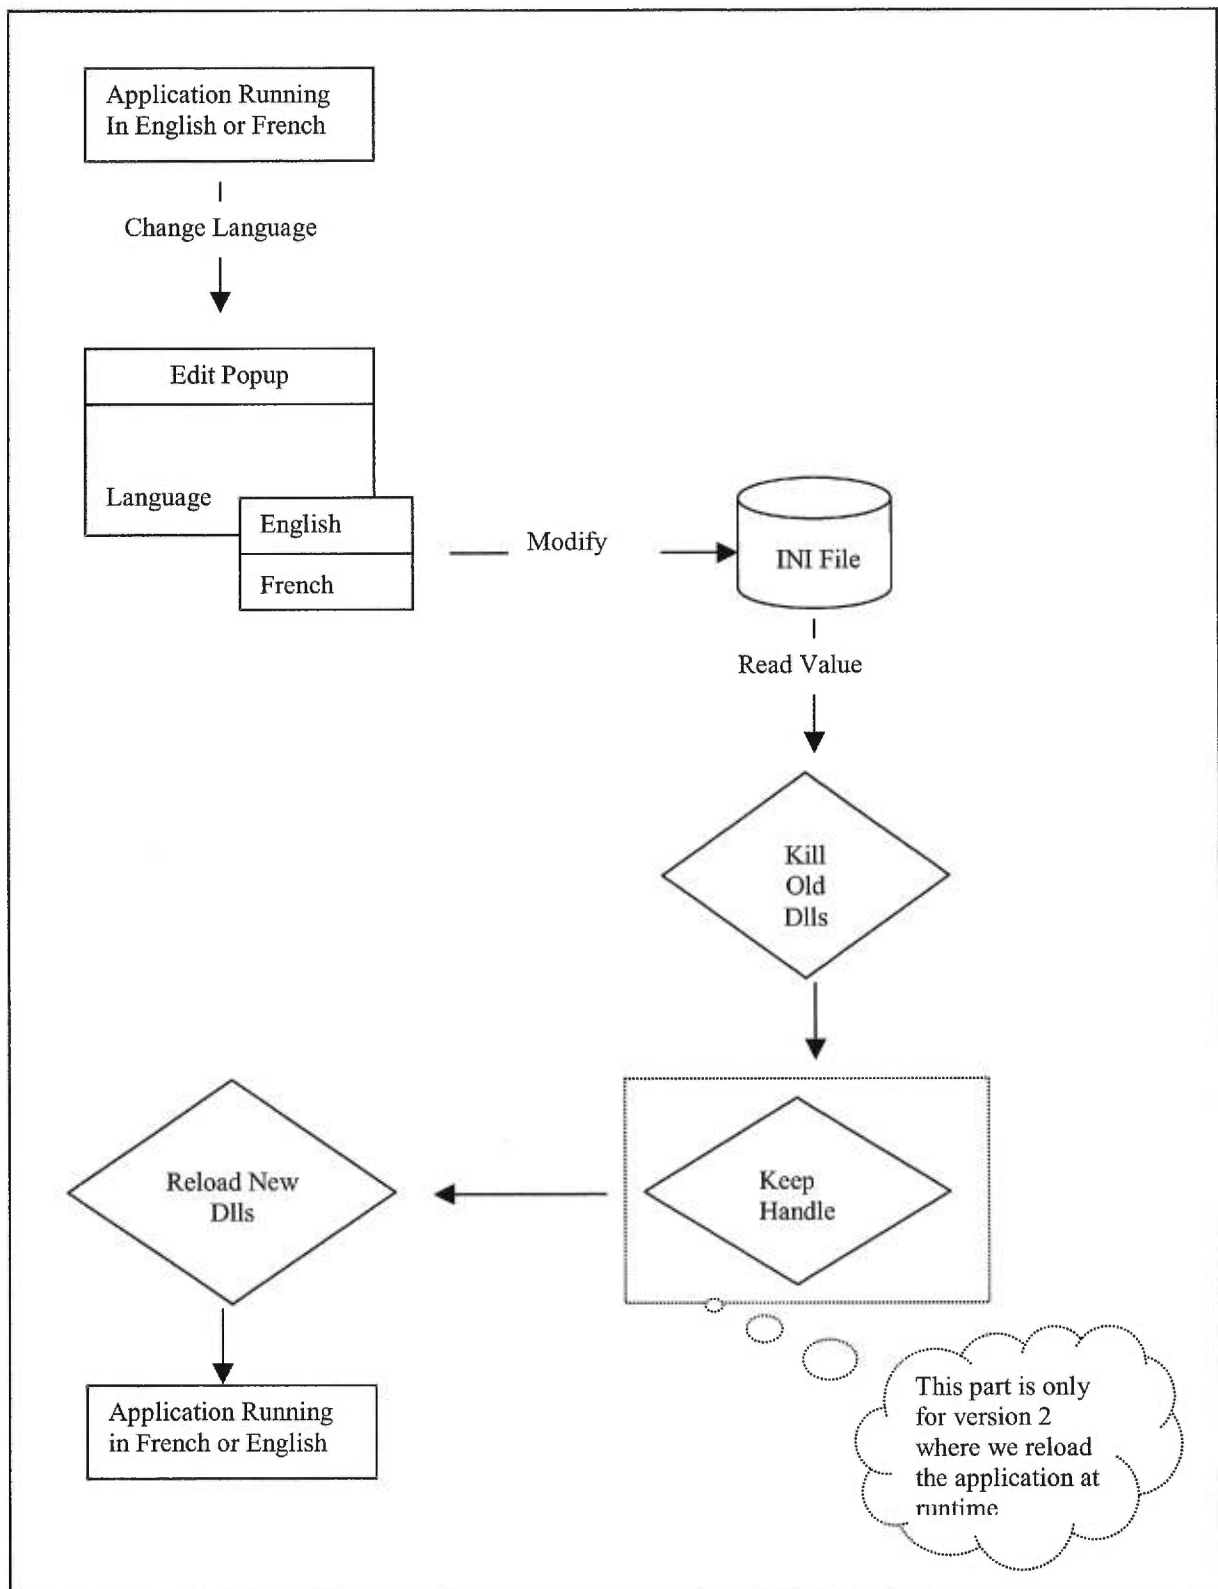 Application Running
In English or French
Change Language
Edit Popup
Language
English
French
Modify
INI File
Read Value
Kill
Old
Dlls
Keep
Handle
This part is only
for version 2
where we reload
the application at
runtime
Reload New
Dlls
Application Running
in French or English